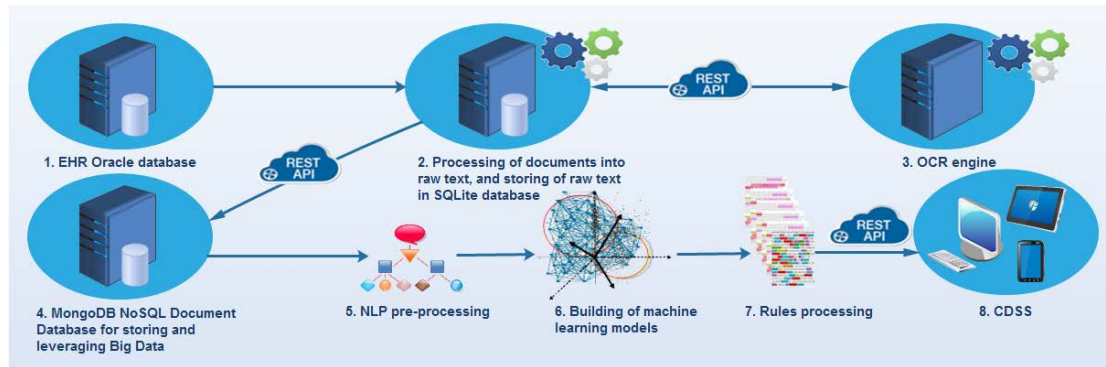 REST
API
1. EHR Oracle database
2. Processing of documents into
raw text, and storing of raw text
in SQLite database
3. OCR engine
REST
API
4. MongoDB NoSQL Document
Database for storing and
leveraging Big Data
5. NLP pre-processing
6. Building of machine
learning models
7. Rules processing
REST
API
8. CDSS